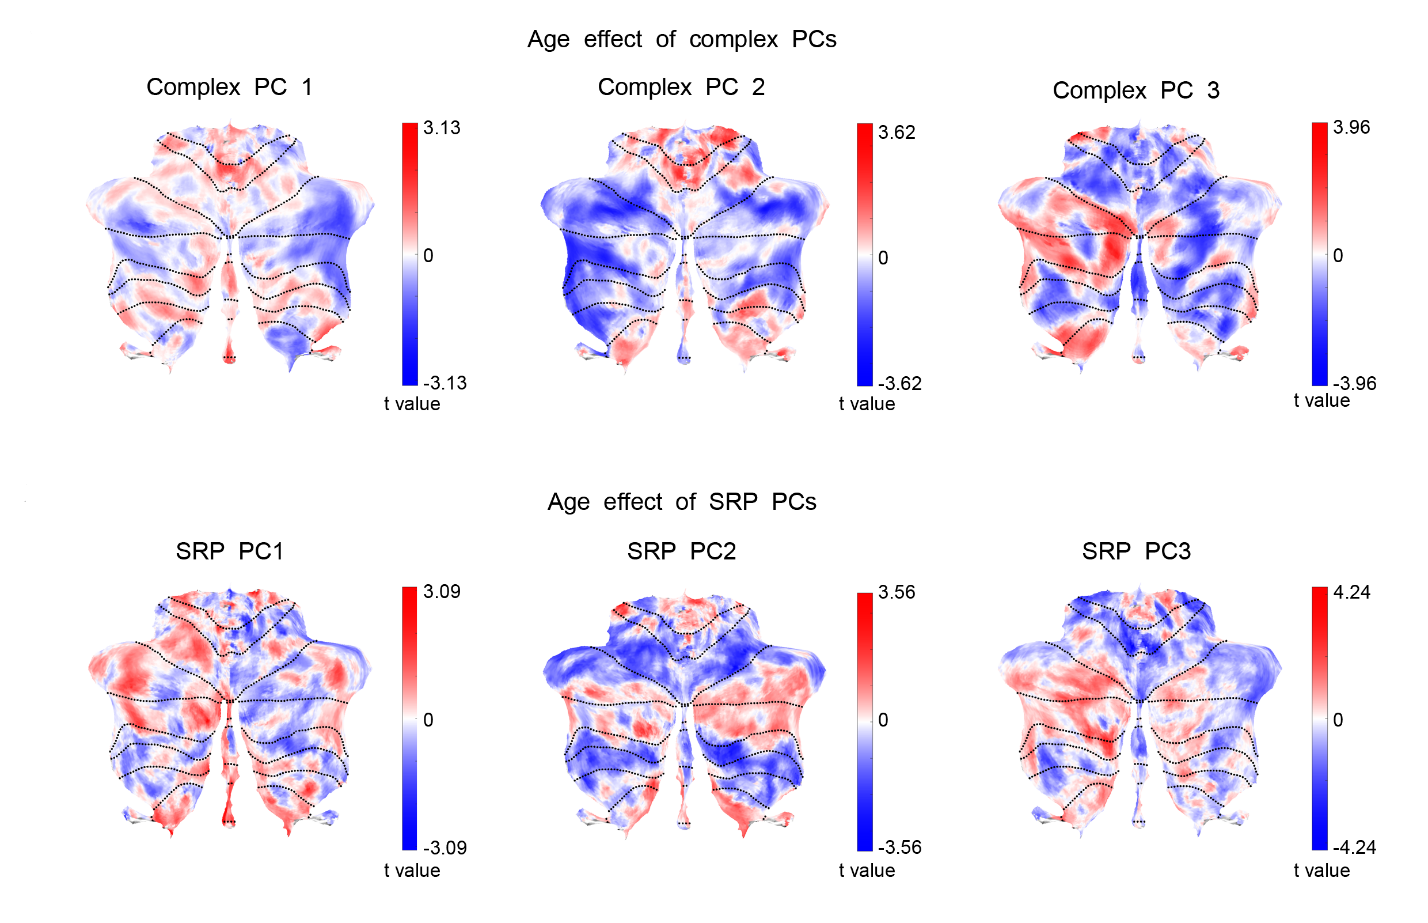 Age effect of complex PCs
Complex PC 1
Complex PC 2
Complex PC 3
3.13
0
-3.13
t value
3.62
0
-3.62
t value
3.96
0
-3.96
t value
Age effect of SRP PCs
SRP PC1
SRP PC2
SRP PC3
3.09
0
-3.09
t value
3.56
0
-3.56
t value
4.24
0
-4.24
t value